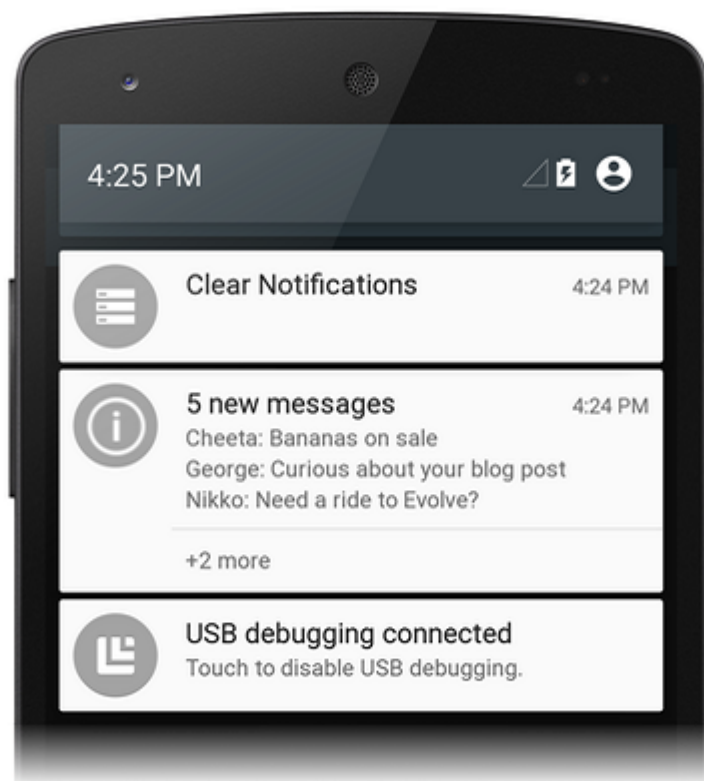 4:25 PM
Clear Notifications 4:24 PM
5 new messages 4:24 PM
Cheeta: Bananas on sale
George: Curious about your blog post
Nikko: Need a ride to Evolve?
+2 more
USB debugging connected
Touch to disable USB debugging.